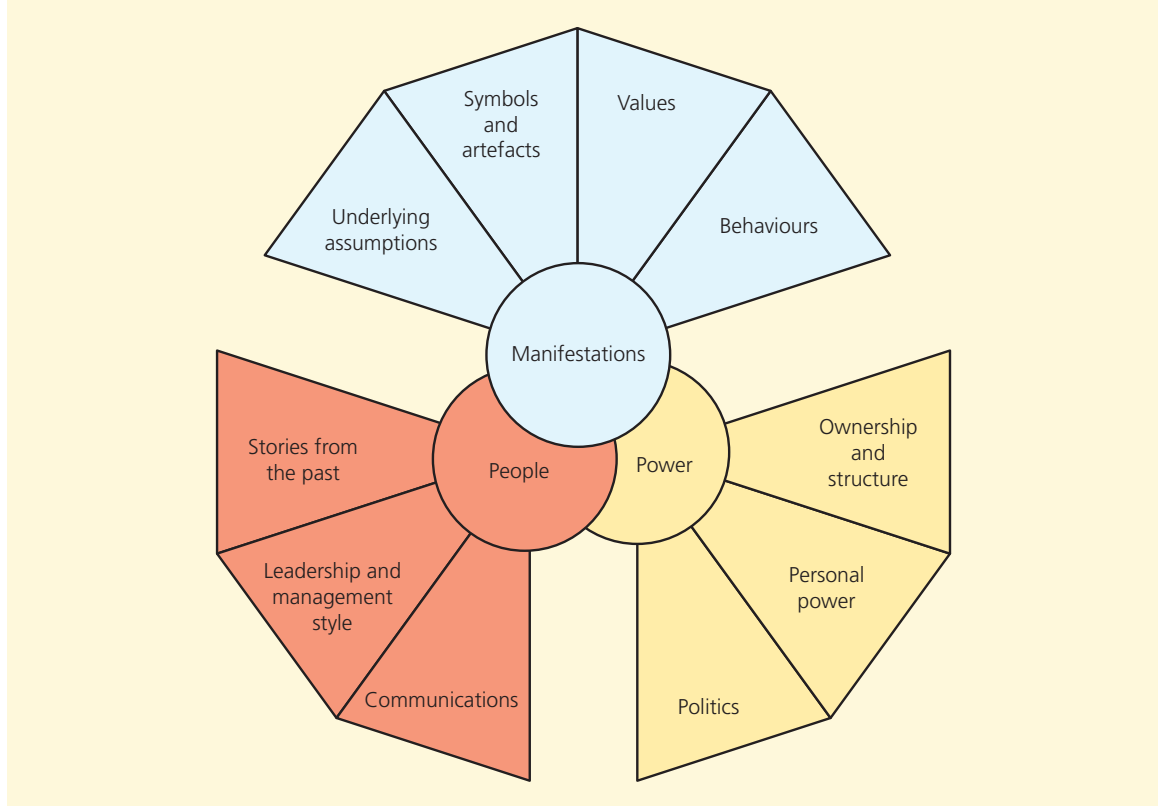 Symbols
and
artefacts
Values
Underlying
assumptions
Behaviours
Manifestations
Stories from
the past
People
Power
Ownership
and
structure
Leadership and
management
style
Personal
power
Communications
Politics